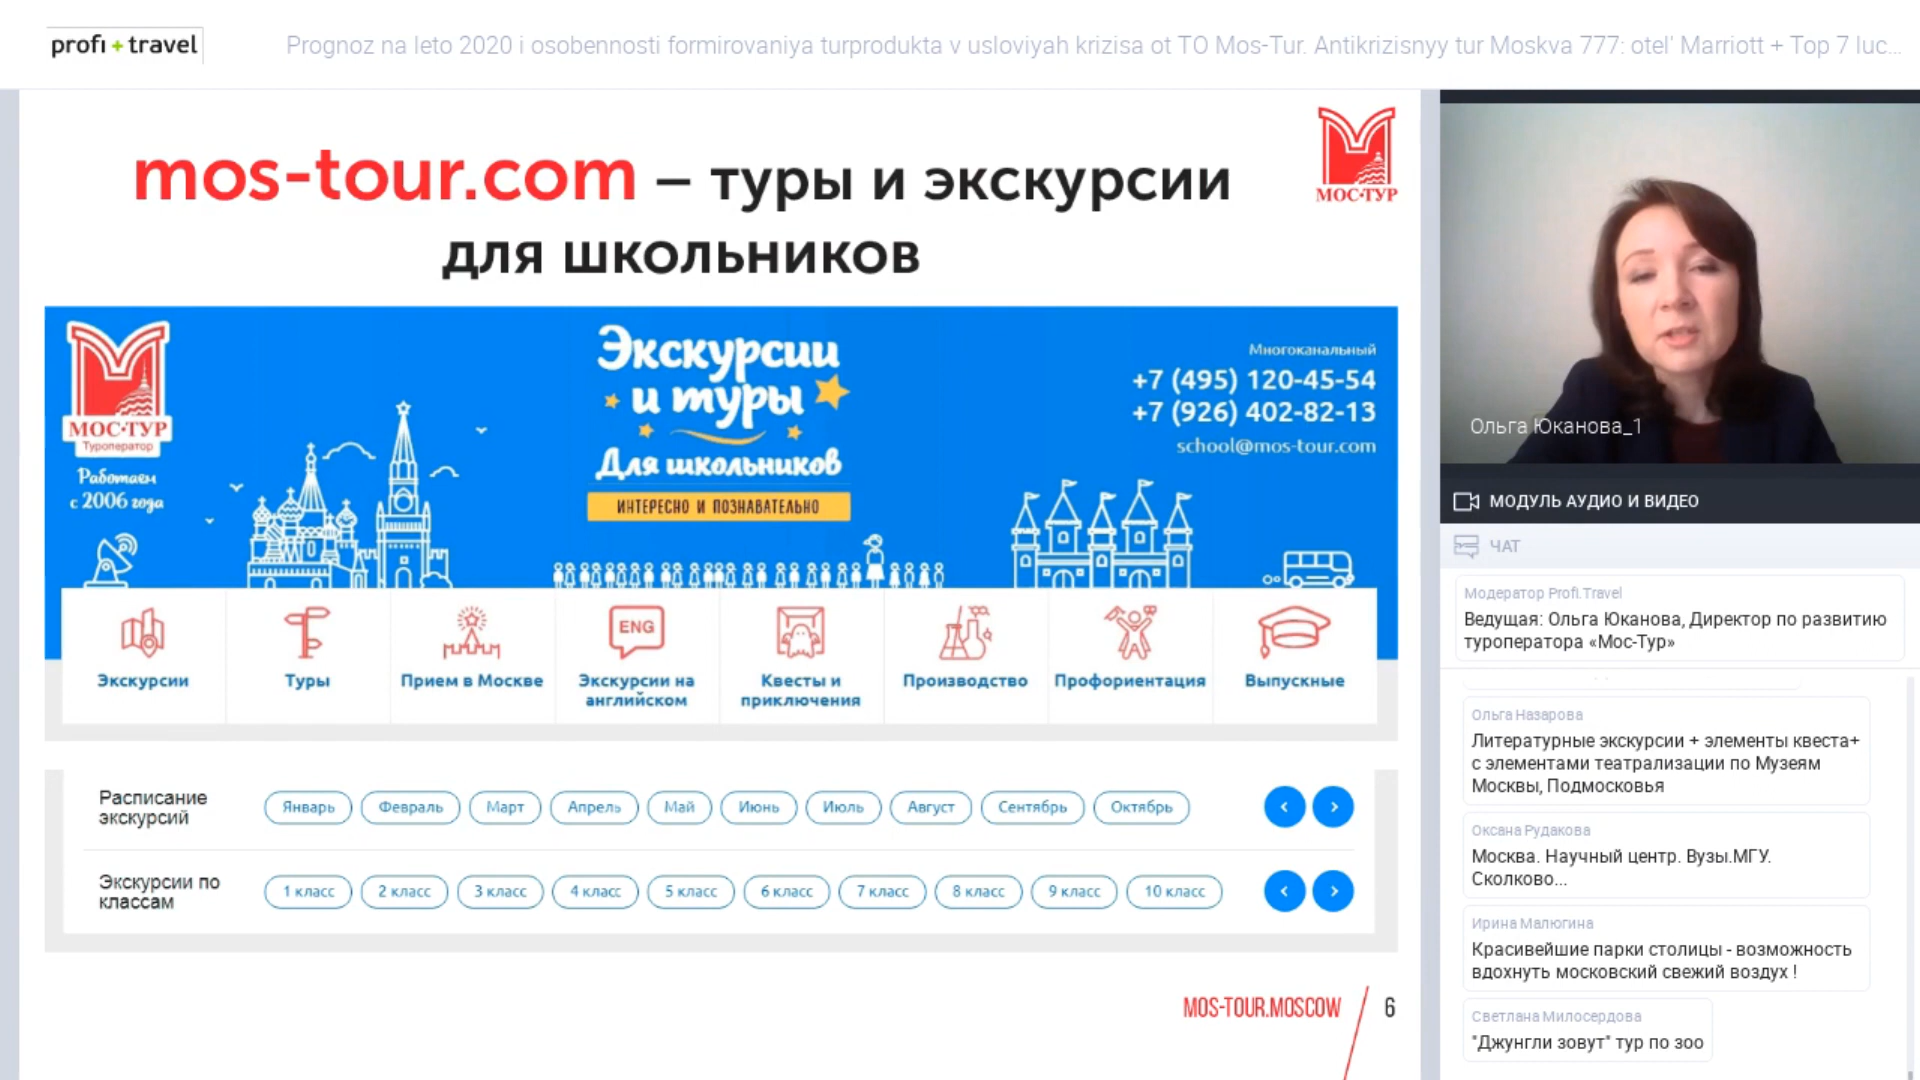 profi + travel
Prognoz na leto 2020 i osobennosti formirovaniya turprodukta v usloviyah krizisa ot TO Mos-Tur. Antikrizisnyy tur Moskva 777: otel' Marriott + Top 7 luc...
mos-tour.com – туры и экскурсии
для школьников
МОС·ТУР
МОС·ТУР
Туроператор
Работаем
с 2006 года
Экскурсии
и туры
Для школьников
ИНТЕРЕСНО И ПОЗНАВАТЕЛЬНО
Многоканальный
+7 (495) 120-45-54
+7 (926) 402-82-13
school@mos-tour.com
ENG
Экскурсии
Туры
Прием в Москве
Экскурсии на
английском
Квесты и
приключения
Производство
Профориентация
Выпускные
Расписание
экскурсий
Январь Февраль Март Апрель Май Июнь Июль Август Сентябрь Октябрь
Экскурсии по
классам
1 класс 2 класс 3 класс 4 класс 5 класс 6 класс 7 класс 8 класс 9 класс 10 класс
MOS-TOUR.MOSCOW 6
Ольга Юканова_1
МОДУЛЬ АУДИО И ВИДЕО
ЧАТ
Модератор Profi.Travel
Ведущая: Ольга Юканова, Директор по развитию
туроператора «Мос-Тур»
Ольга Назарова
Литературные экскурсии + элементы квеста+
с элементами театрализации по Музеям
Москвы, Подмосковья
Оксана Рудакова
Москва. Научный центр. Вузы.МГУ.
Сколково...
Ирина Малюгина
Красивейшие парки столицы - возможность
вдохнуть московский свежий воздух !
Светлана Милосердова
"Джунгли зовут" тур по зоо